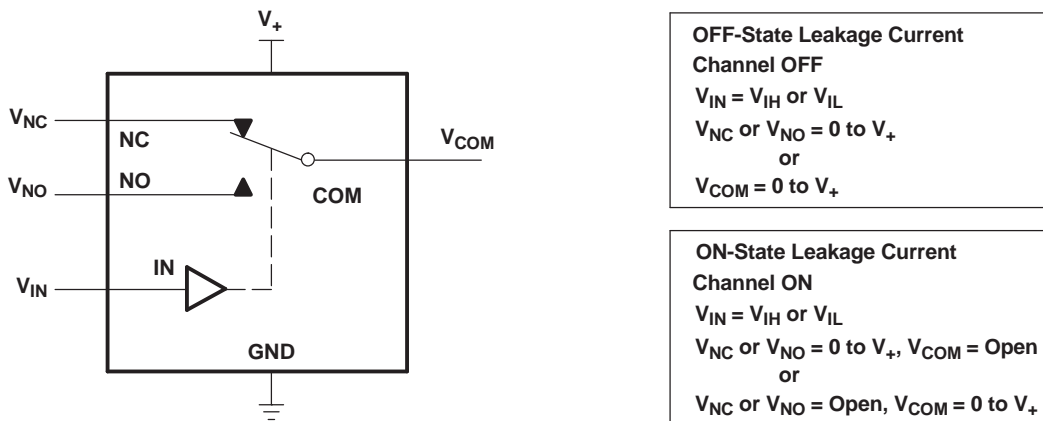 V+
VNC
NC
VCOM
VNO
NO
COM
IN
VIN
GND
OFF-State Leakage Current
Channel OFF
VIN = VIH or VIL
VNC or VNO = 0 to V+
or
VCOM = 0 to V+
ON-State Leakage Current
Channel ON
VIN = VIH or VIL
VNC or VNO = 0 to V+, VCOM = Open
or
VNC or VNO = Open, VCOM = 0 to V+